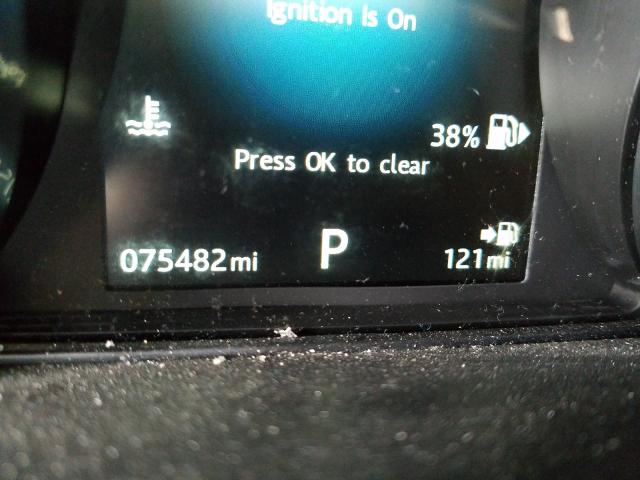 Ignition Is On
38%
Press OK to clear
P
075482mi
121mi